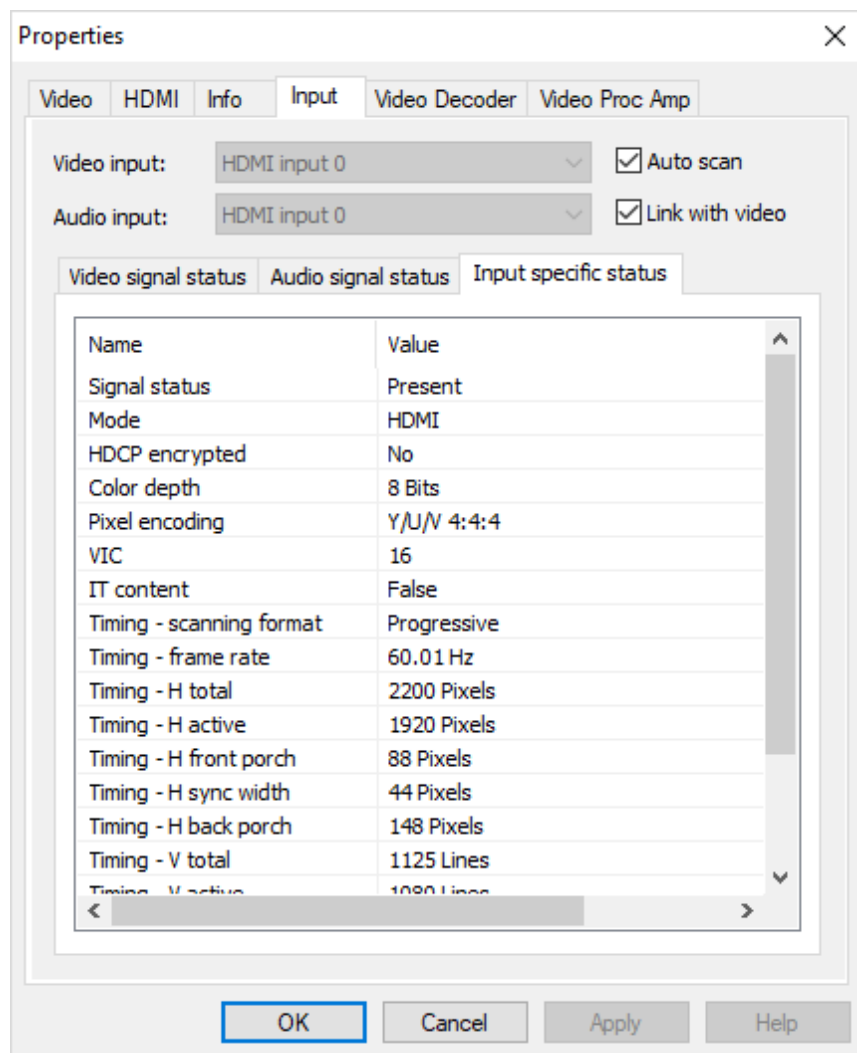 Properties
Video HDMI Info Input Video Decoder Video Proc Amp
Video input: HDMI input 0 Auto scan
Audio input: HDMI input 0 Link with video
Video signal status Audio signal status Input specific status
Name Value
Signal status Present
Mode HDMI
HDCP encrypted No
Color depth 8 Bits
Pixel encoding Y/U/V 4:4:4
VIC 16
IT content False
Timing - scanning format Progressive
Timing - frame rate 60.01 Hz
Timing - H total 2200 Pixels
Timing - H active 1920 Pixels
Timing - H front porch 88 Pixels
Timing - H sync width 44 Pixels
Timing - H back porch 148 Pixels
Timing - V total 1125 Lines
Timing - V active 1080 Lines
OK Cancel Apply Help